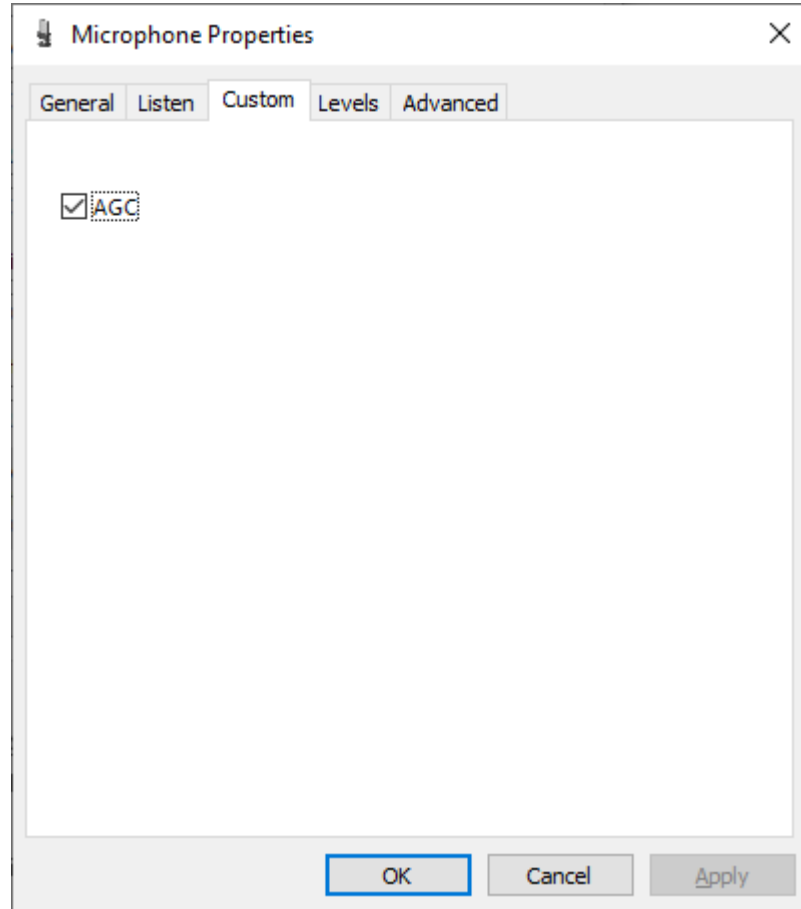 Microphone Properties
General Listen Custom Levels Advanced
AGC
OK Cancel Apply